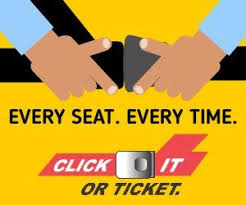 EVERY SEAT. EVERY TIME.
CLICK IT
OR TICKET.